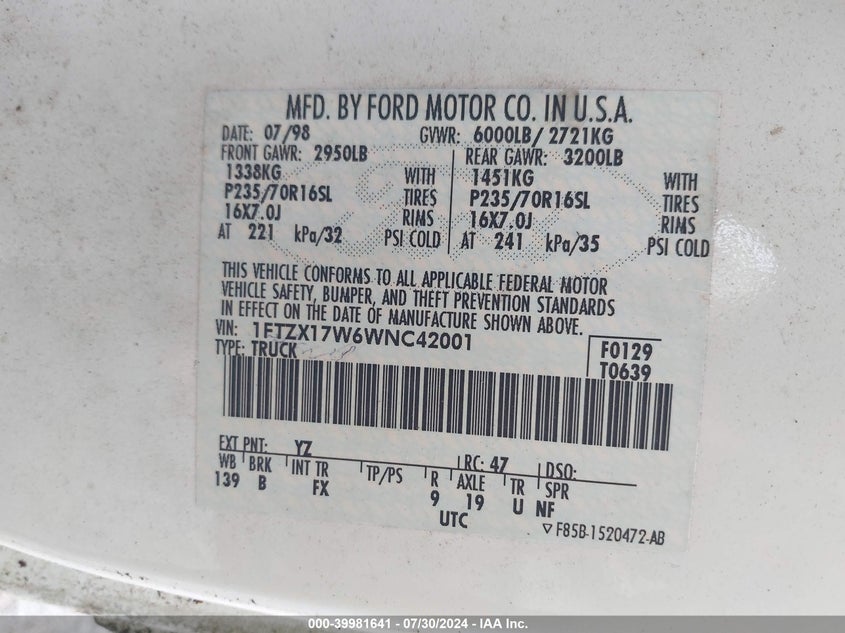 MFD. BY FORD MOTOR CO. IN U.S.A.
DATE: 07/98 GVWR: 6000LB/ 2721KG
FRONT GAWR: 2950LB REAR GAWR: 3200LB
1338KG WITH 1451KG WITH
P235/70R16SL TIRES P235/70R16SL TIRES
16X7.0J RIMS 16X7.0J RIMS
AT 221 kPa/32 PSI COLD AT 241 kPa/35 PSI COLD
THIS VEHICLE CONFORMS TO ALL APPLICABLE FEDERAL MOTOR
VEHICLE SAFETY, BUMPER, AND THEFT PREVENTION STANDARDS
IN EFFECT ON THE DATE OF MANUFACTURE SHOWN ABOVE.
VIN: 1FTZX17W6WNC42001
TYPE: TRUCK
F0129
T0639
EXT PNT: YZ RC: 47 DSO:
WB BRK INT TR TP/PS R AXLE TR SPR
139 B FX 9 19 U NF
UTC
▽ F85B-1520472-AB
000-39981641 - 07/30/2024 - IAA Inc.